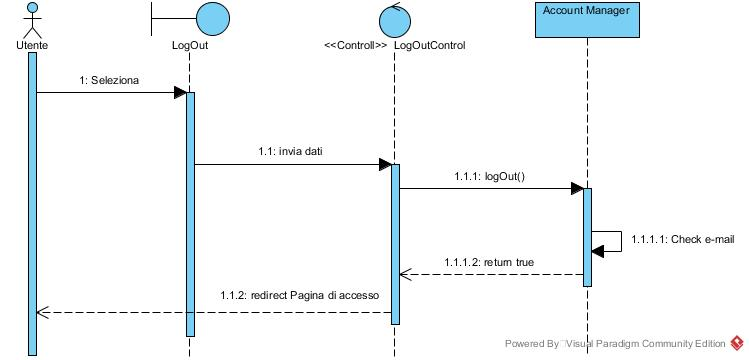 Account Manager
Utente
LogOut
<<Controll>> LogOutControl
1: Seleziona
1.1: invia dati
1.1.1: logOut()
1.1.1.1: Check e-mail
1.1.1.2: return true
1.1.2: redirect Pagina di accesso
Powered By Visual Paradigm Community Edition